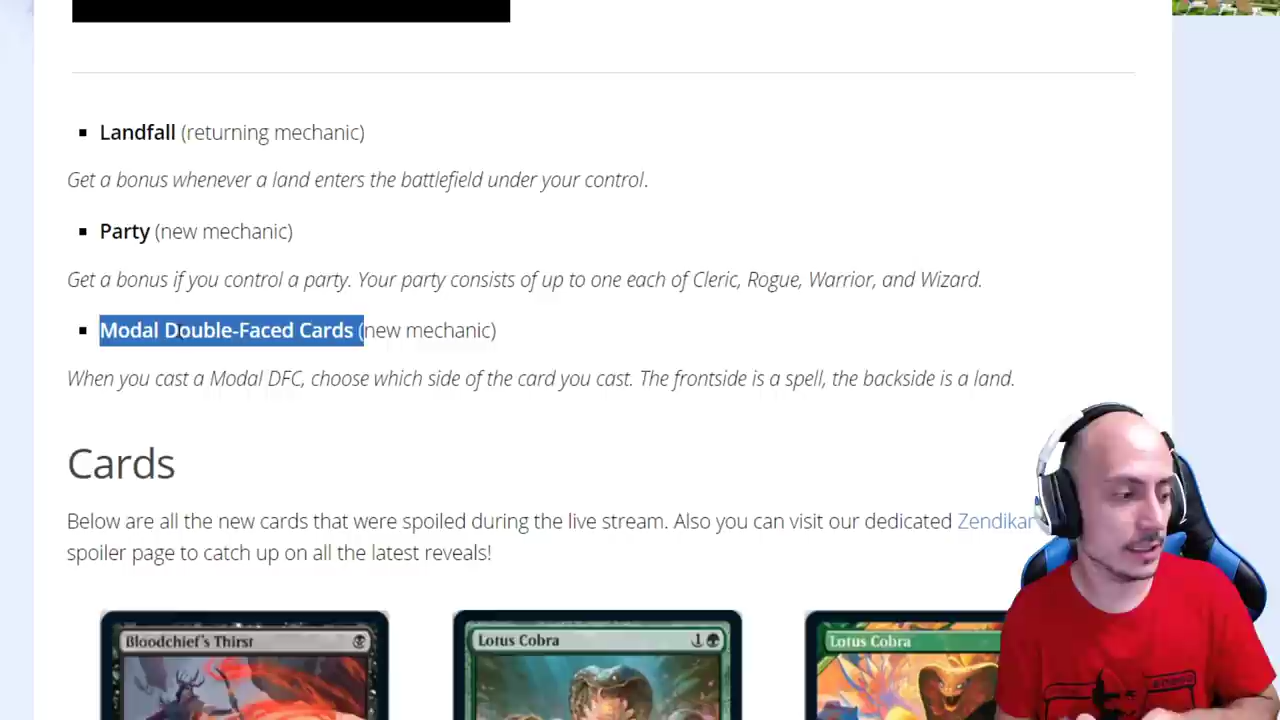 Landfall (returning mechanic)
Get a bonus whenever a land enters the battlefield under your control.
Party (new mechanic)
Get a bonus if you control a party. Your party consists of up to one each of Cleric, Rogue, Warrior, and Wizard.
Modal Double-Faced Cards (new mechanic)
When you cast a Modal DFC, choose which side of the card you cast. The frontside is a spell, the backside is a land.
Cards
Below are all the new cards that were spoiled during the live stream. Also you can visit our dedicated Zendikar
spoiler page to catch up on all the latest reveals!
Bloodchief's Thirst
Lotus Cobra 1
Lotus Cobra